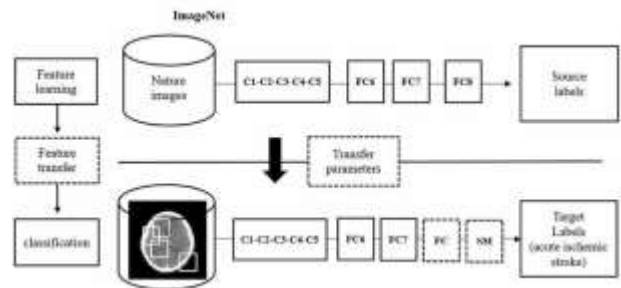 ImageNet
Feature
learning
Nature
images
C1-C2-C3-C4-C5
FC6
FC7
FC8
Source
labels
Feature
transfer
Transfer
parameters
classification
C1-C2-C3-C4-C5
FC6
FC7
FC
SM
Target
Labels
(acute ischemic
stroke)